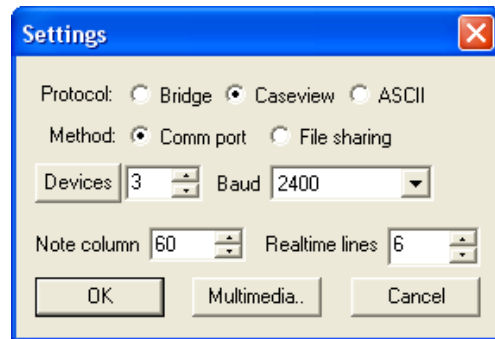 Settings
Protocol: Bridge Caseview ASCII
Method: Comm port File sharing
Devices 3 Baud 2400
Note column 60 Realtime lines 6
OK Multimedia.. Cancel